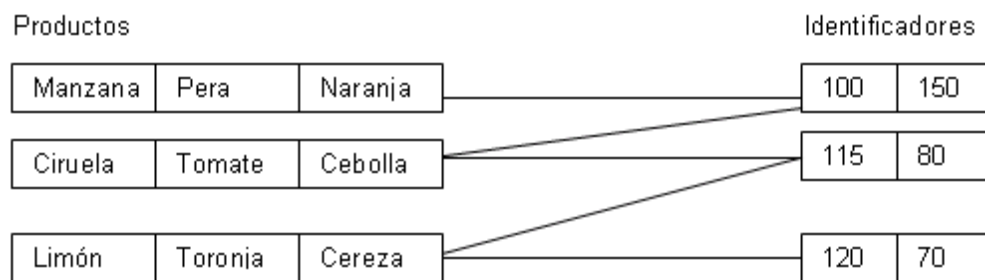 Productos Identificadores
Manzana Pera Naranja 100 150
Ciruela Tomate Cebolla 115 80
Limón Toronja Cereza 120 70